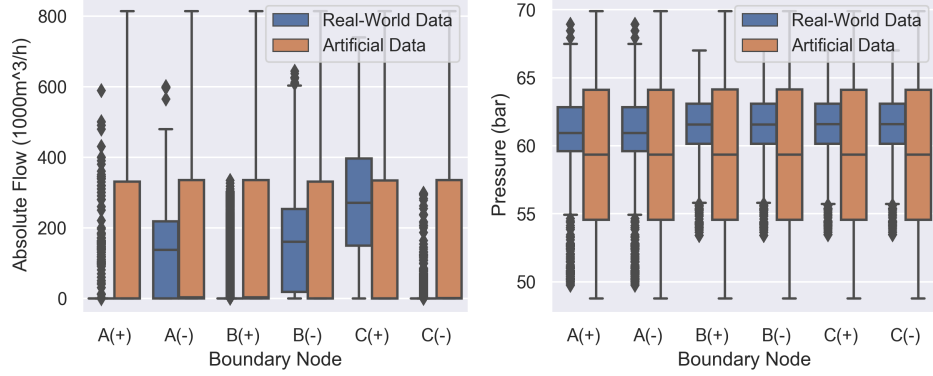 800
600
400
200
0
Absolute Flow (1000m^3/h)
Real-World Data
Artificial Data
A(+) A(-) B(+) B(-) C(+) C(-)
Boundary Node
70
65
60
55
50
Pressure (bar)
Real-World Data
Artificial Data
A(+) A(-) B(+) B(-) C(+) C(-)
Boundary Node